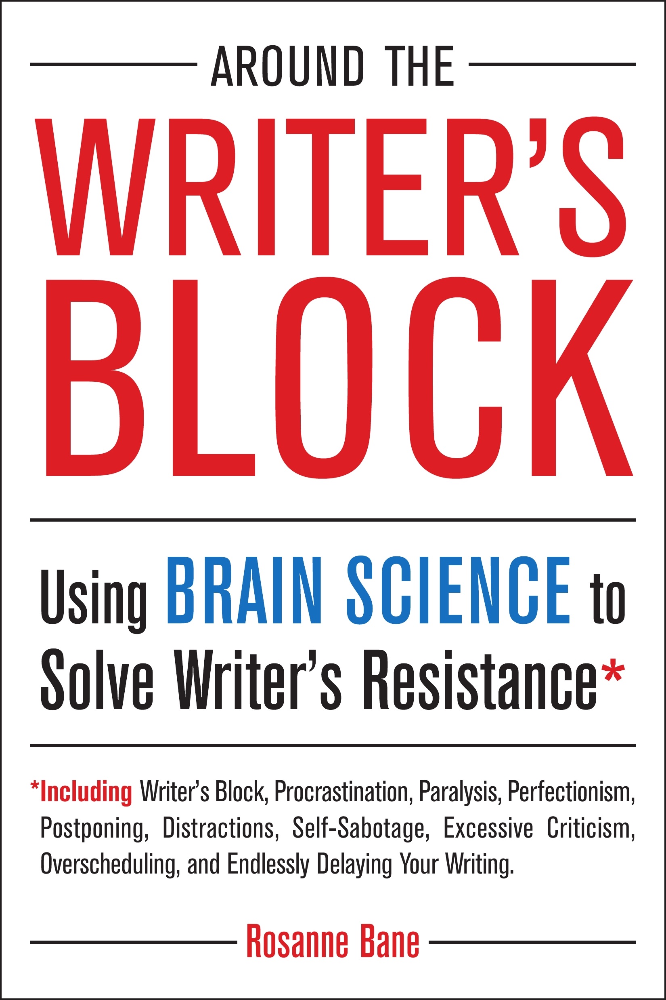 AROUND THE
WRITER’S
BLOCK
Using BRAIN SCIENCE to
Solve Writer’s Resistance*
*Including Writer’s Block, Procrastination, Paralysis, Perfectionism,
Postponing, Distractions, Self-Sabotage, Excessive Criticism,
Overscheduling, and Endlessly Delaying Your Writing.
Rosanne Bane